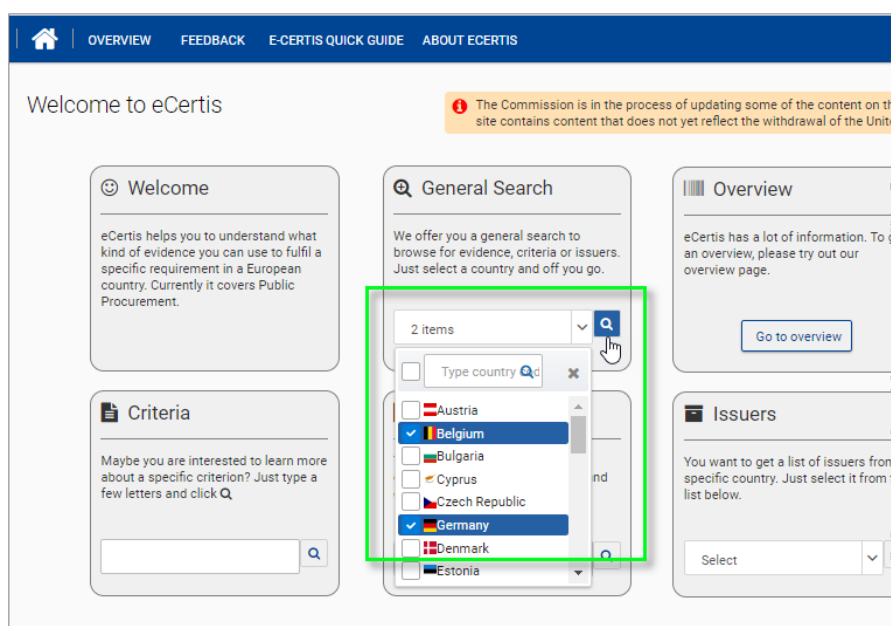 OVERVIEW FEEDBACK E-CERTIS QUICK GUIDE ABOUT ECERTIS
Welcome to eCertis
The Commission is in the process of updating some of the content on
site contains content that does not yet reflect the withdrawal of the
Welcome
eCertis helps you to understand what
kind of evidence you can use to fulfil a
specific requirement in a European
country. Currently it covers Public
Procurement.
General Search
We offer you a general search to
browse for evidence, criteria or issuers.
Just select a country and off you go.
2 items
Type country
Austria
Belgium
Bulgaria
Cyprus
Czech Republic
Germany
Denmark
Estonia
Overview
eCertis has a lot of information. To
an overview, please try out our
overview page.
Go to overview
Criteria
Maybe you are interested to learn more
about a specific criterion? Just type a
few letters and click
Issuers
You want to get a list of issuers
specific country. Just select it from
list below.
Select